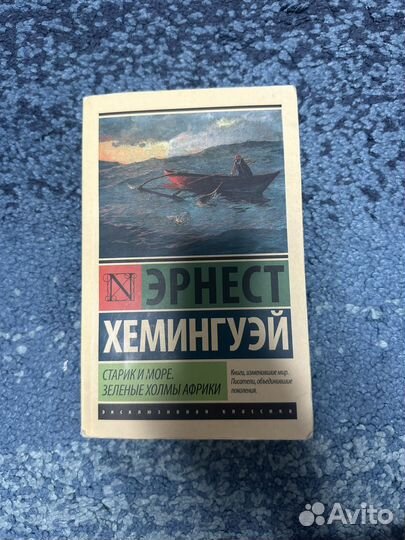 N ЭРНЕСТ
ХЕМИНГУЭЙ
СТАРИК И МОРЕ.
ЗЕЛЕНЫЕ ХОЛМЫ АФРИКИ
Книги, изменившие мир.
Писатели, объединившие
поколения.
ЭКСКЛЮЗИВНАЯ КЛАССИКА
Avito